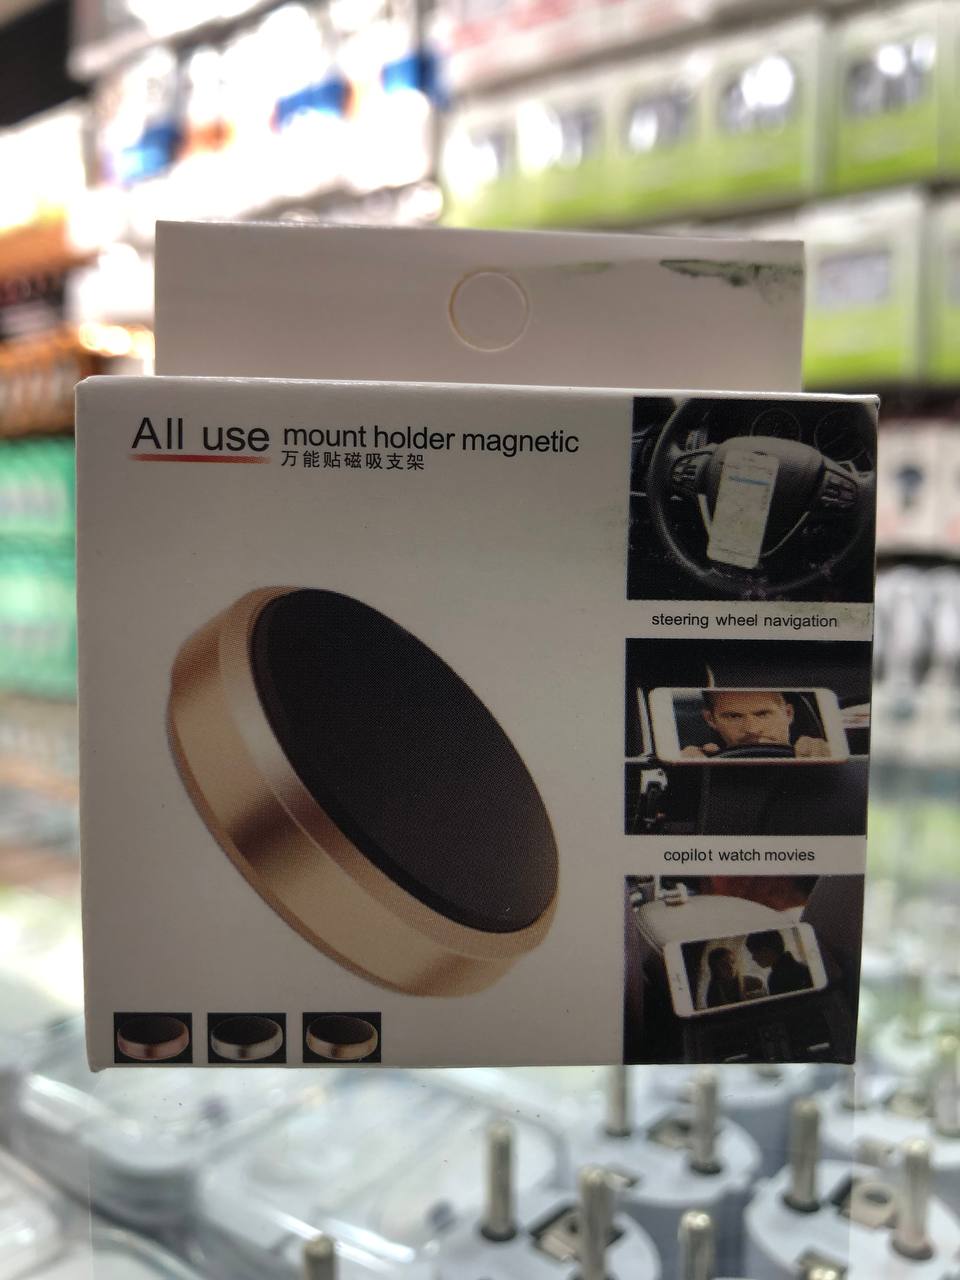 All use mount holder magnetic
万能贴磁吸支架
steering wheel navigation
copilot watch movies